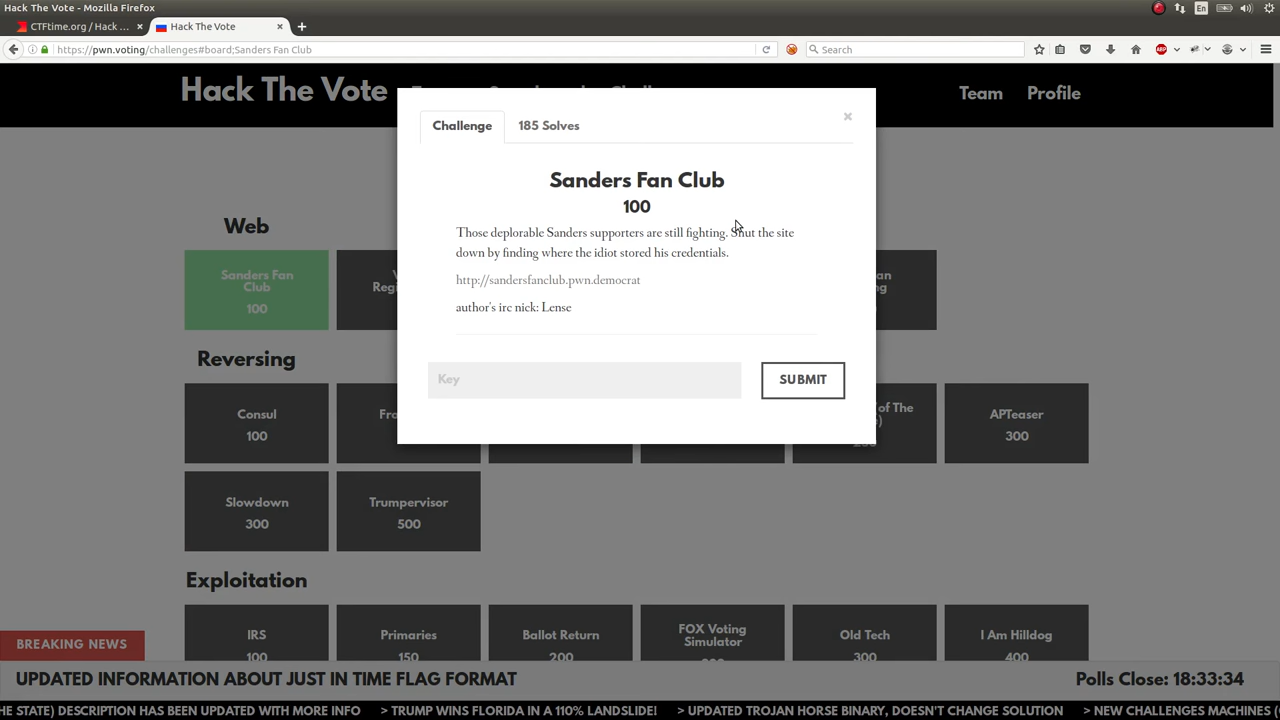 Hack The Vote - Mozilla Firefox
En
CTFtime.org / Hack ...
Hack The Vote
https://pwn.voting/challenges#board;Sanders Fan Club
Search
ABP
Hack The Vote
Team
Profile
Challenge
185 Solves
Sanders Fan Club
100
Those deplorable Sanders supporters are still fighting. Shut the site
down by finding where the idiot stored his credentials.
http://sandersfanclub.pwn.democrat
author's irc nick: Lense
Key
SUBMIT
Web
Sanders Fan
Club
100
Reversing
Consul
100
APTeaser
300
Slowdown
300
Trumpervisor
500
Exploitation
IRS
100
Primaries
150
Ballot Return
200
FOX Voting
Simulator
Old Tech
300
I Am Hilldog
400
BREAKING NEWS
UPDATED INFORMATION ABOUT JUST IN TIME FLAG FORMAT
Polls Close: 18:33:34
HE STATE) DESCRIPTION HAS BEEN UPDATED WITH MORE INFO > TRUMP WINS FLORIDA IN A 110% LANDSLIDE! > UPDATED TROJAN HORSE BINARY, DOESN'T CHANGE SOLUTION > NEW CHALLENGES MACHINES (